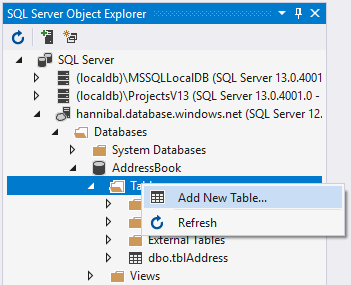 SQL Server Object Explorer
SQL Server
(localdb)\MSSQLLocalDB (SQL Server 13.0.4001
(localdb)\ProjectsV13 (SQL Server 13.0.4001.0 -
hannibal.database.windows.net (SQL Server 12.
Databases
System Databases
AddressBook
Add New Table...
Refresh
External Tables
dbo.tblAddress
Views